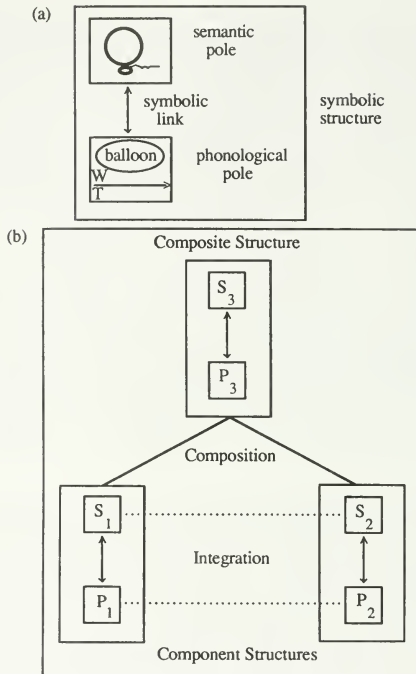 (a)
semantic
pole
symbolic
link
symbolic
structure
balloon
W
T
phonological
pole
(b)
Composite Structure
S3
P3
Composition
S1
S2
Integration
P1
P2
Component Structures